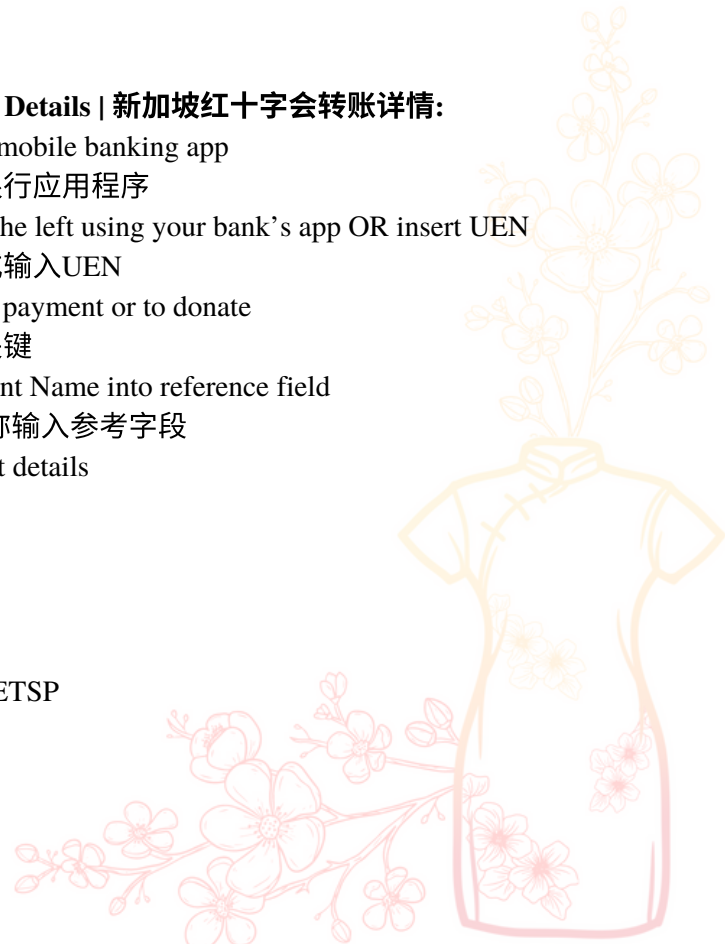 Details | 新加坡红十字会转账详情:
mobile banking app
行应用程序
he left using your bank’s app OR insert UEN
输入UEN
payment or to donate
键
nt Name into reference field
输入参考字段
t details
ETSP